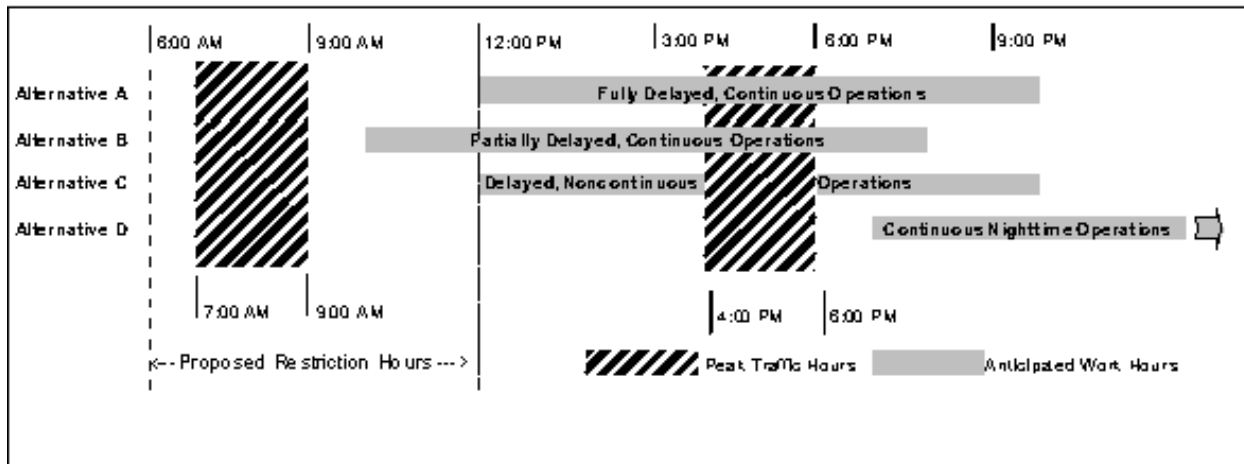 6:00 AM 9:00 AM 12:00 PM 3:00 PM 6:00 PM 9:00 PM
Alternative A Fully Delayed, Continuous Operations
Alternative B Partially Delayed, Continuous Operations
Alternative C Delayed, Noncontinuous Operations
Alternative D Continuous Nighttime Operations
7:00 AM 9:00 AM 4:00 PM 6:00 PM
<--- Proposed Restriction Hours --->
Peak Traffic Hours Anticipated Work Hours